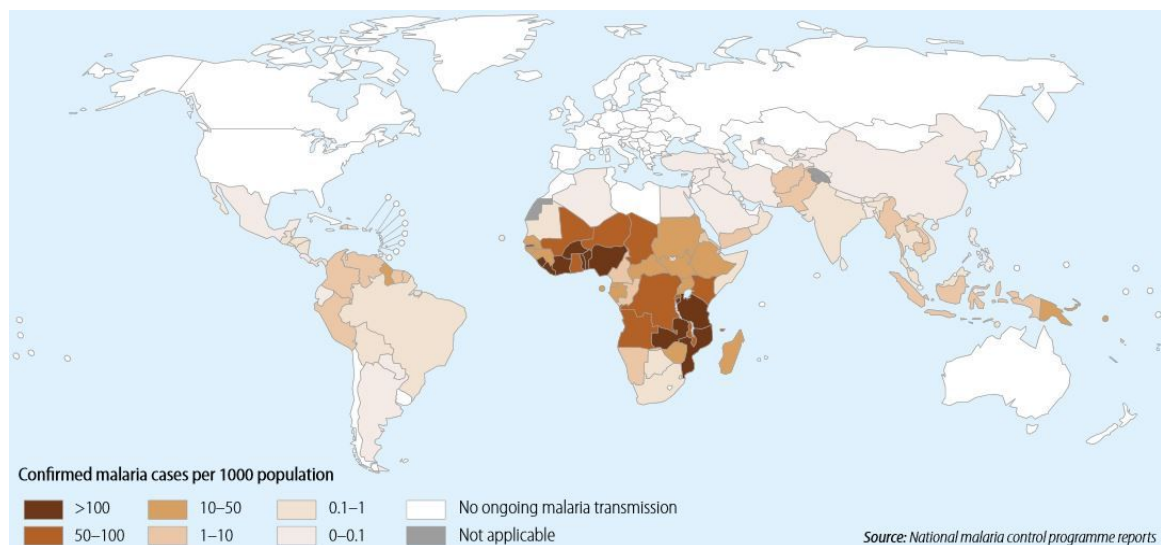 Confirmed malaria cases per 1000 population
>100
10–50
0.1–1
No ongoing malaria transmission
50–100
1–10
0–0.1
Not applicable
Source: National malaria control programme reports